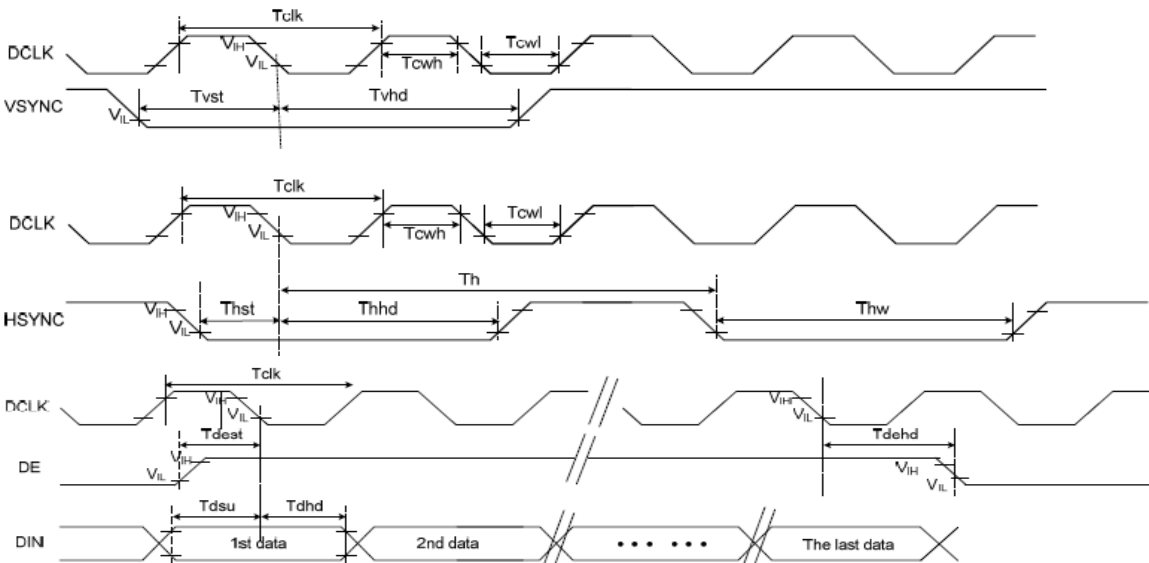 Tclk
DCLK VIH VIL Tcwh Tcwl
VSYNC VIL Tvst Tvhd
Tclk
DCLK VIH VIL Tcwh Tcwl
Th
HSYNC VIH VIL Thst Thhd Thw
Tclk
DCLK VIH VIL VIH VIL
Tdest Tdehd
DE VIH VIL VIH VIL
Tdsu Tdhd
DIN 1st data 2nd data ••• ••• The last data